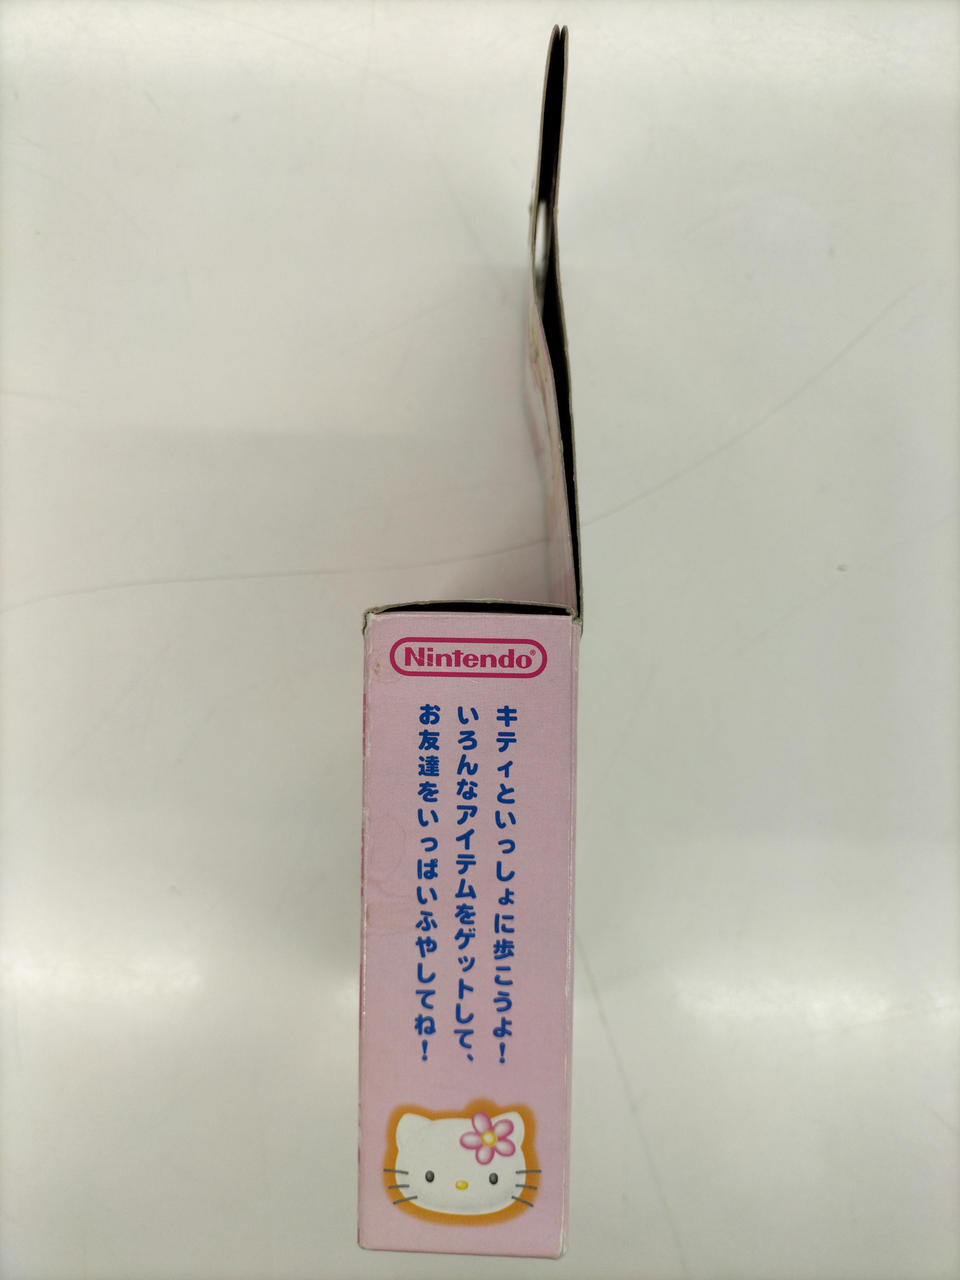 Nintendo®
キティといっしょに歩こうよ！
いろんなアイテムをゲットして、
お友達をいっぱいふやしてね！